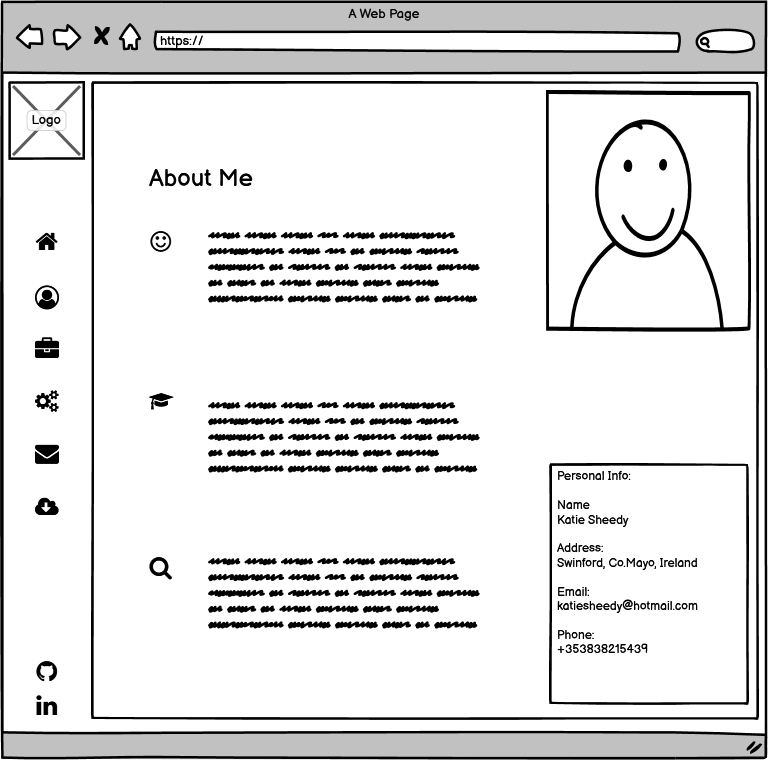 A Web Page
https://
Logo
About Me
Personal Info:
Name
Katie Sheedy
Address:
Swinford, Co.Mayo, Ireland
Email:
katiesheedy@hotmail.com
Phone:
+353838215439
in